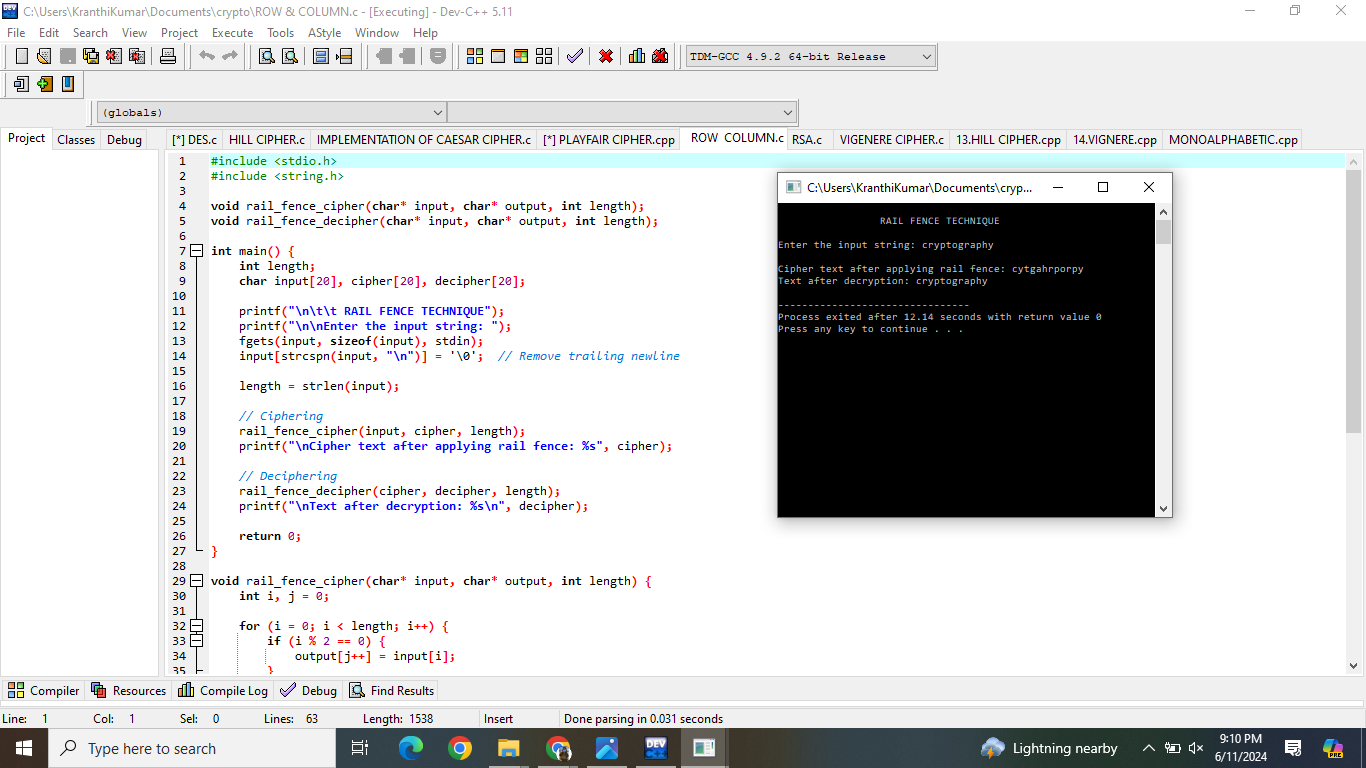 C:\Users\KranthiKumar\Documents\crypto\ROW & COLUMN.c - [Executing] - Dev-C++ 5.11
File Edit Search View Project Execute Tools AStyle Window Help
TDM-GCC 4.9.2 64-bit Release
(globals)
Project Classes Debug
[*] DES.c HILL CIPHER.c IMPLEMENTATION OF CAESAR CIPHER.c [*] PLAYFAIR CIPHER.cpp ROW COLUMN.c RSA.c VIGENERE CIPHER.c 13.HILL CIPHER.cpp 14.VIGNERE.cpp MONOALPHABETIC.cpp
1 #include <stdio.h>
2 #include <string.h>
3
4 void rail_fence_cipher(char* input, char* output, int length);
5 void rail_fence_decipher(char* input, char* output, int length);
6
7 int main() {
8 int length;
9 char input[20], cipher[20], decipher[20];
10
11 printf("\n\t\t RAIL FENCE TECHNIQUE");
12 printf("\n\nEnter the input string: ");
13 fgets(input, sizeof(input), stdin);
14 input[strcspn(input, "\n")] = '\0'; // Remove trailing newline
15
16 length = strlen(input);
17
18 // Ciphering
19 rail_fence_cipher(input, cipher, length);
20 printf("\nCipher text after applying rail fence: %s", cipher);
21
22 // Deciphering
23 rail_fence_decipher(cipher, decipher, length);
24 printf("\nText after decryption: %s\n", decipher);
25
26 return 0;
27 }
28
29 void rail_fence_cipher(char* input, char* output, int length) {
30 int i, j = 0;
31
32 for (i = 0; i < length; i++) {
33 if (i % 2 == 0) {
34 output[j++] = input[i];
35 }
C:\Users\KranthiKumar\Documents\cryp...
RAIL FENCE TECHNIQUE
Enter the input string: cryptography
Cipher text after applying rail fence: cytgahrporpy
Text after decryption: cryptography
--------------------------------
Process exited after 12.14 seconds with return value 0
Press any key to continue . . .
Compiler Resources Compile Log Debug Find Results
Line: 1 Col: 1 Sel: 0 Lines: 63 Length: 1538 Insert Done parsing in 0.031 seconds
Type here to search
DEV
Lightning nearby
9:10 PM
6/11/2024
PRE